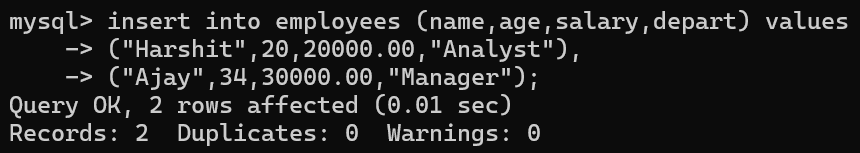 mysql> insert into employees (name,age,salary,depart) values
    -> ("Harshit",20,20000.00,"Analyst"),
    -> ("Ajay",34,30000.00,"Manager");
Query OK, 2 rows affected (0.01 sec)
Records: 2  Duplicates: 0  Warnings: 0